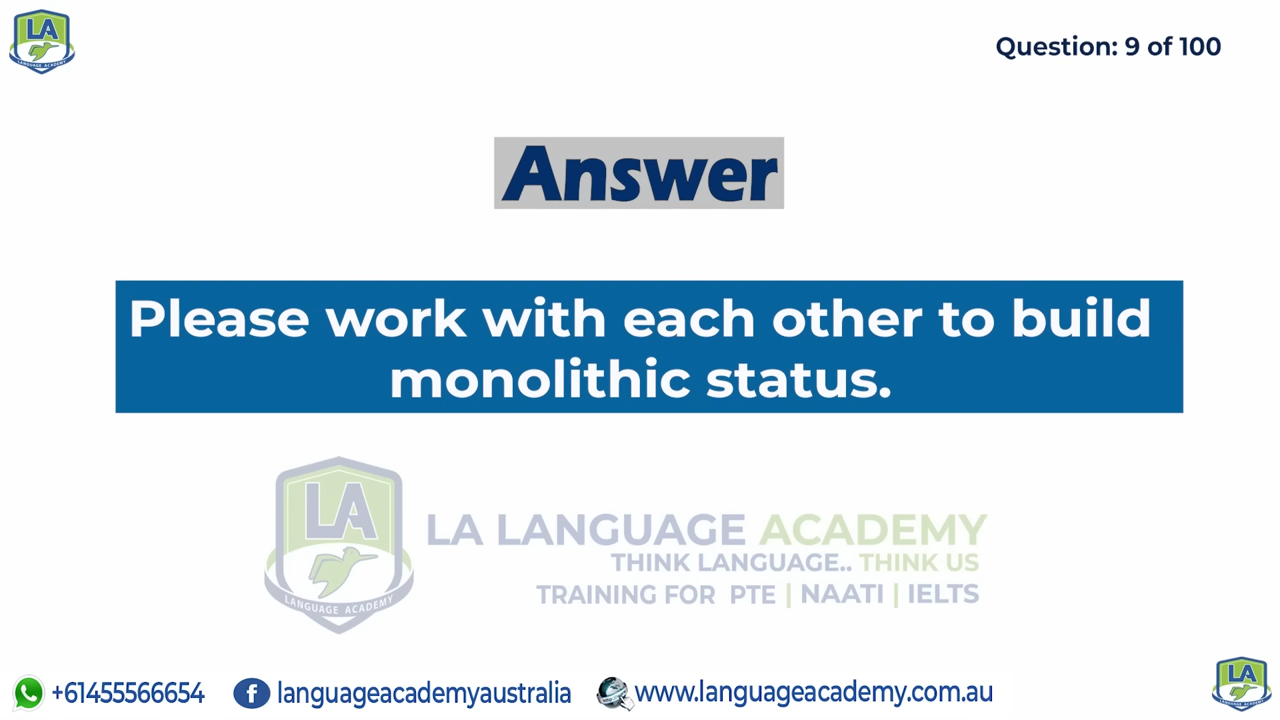 LA
LANGUAGE ACADEMY
Question: 9 of 100
Answer
Please work with each other to build
monolithic status.
LA
LANGUAGE ACADEMY
LA LANGUAGE ACADEMY
THINK LANGUAGE.. THINK US
TRAINING FOR PTE | NAATI | IELTS
+61455566654 languageacademyaustralia www.languageacademy.com.au
LA
LANGUAGE ACADEMY